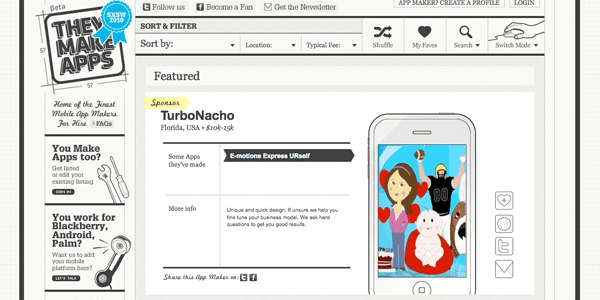 βeta
SXSW
2010
THEY
MAKE
APPS
57
57
Home of the Finest
Mobile App Makers
For Hire >FAQs
You Make
Apps too?
Get listed
or edit your
existing listing
SIGN IN
You work for
Blackberry,
Android,
Palm?
Want us to add
your mobile
platform here?
LET'S TALK
Follow us
Become a Fan
Get the Newsletter
APP MAKER? CREATE A PROFILE
LOGIN
SORT & FILTER
Sort by:
Location:
Typical Fee:
Shuffle
My Faves
Search
Switch Mode
Featured
Sponsor
TurboNacho
Florida, USA • $10k-15k
Some Apps
they've made
E-motions Express URself
More info
Unique and quick design. If unsure we help you
fine tune your business model. We ask hard
questions to get you good results.
Share this App Maker on: